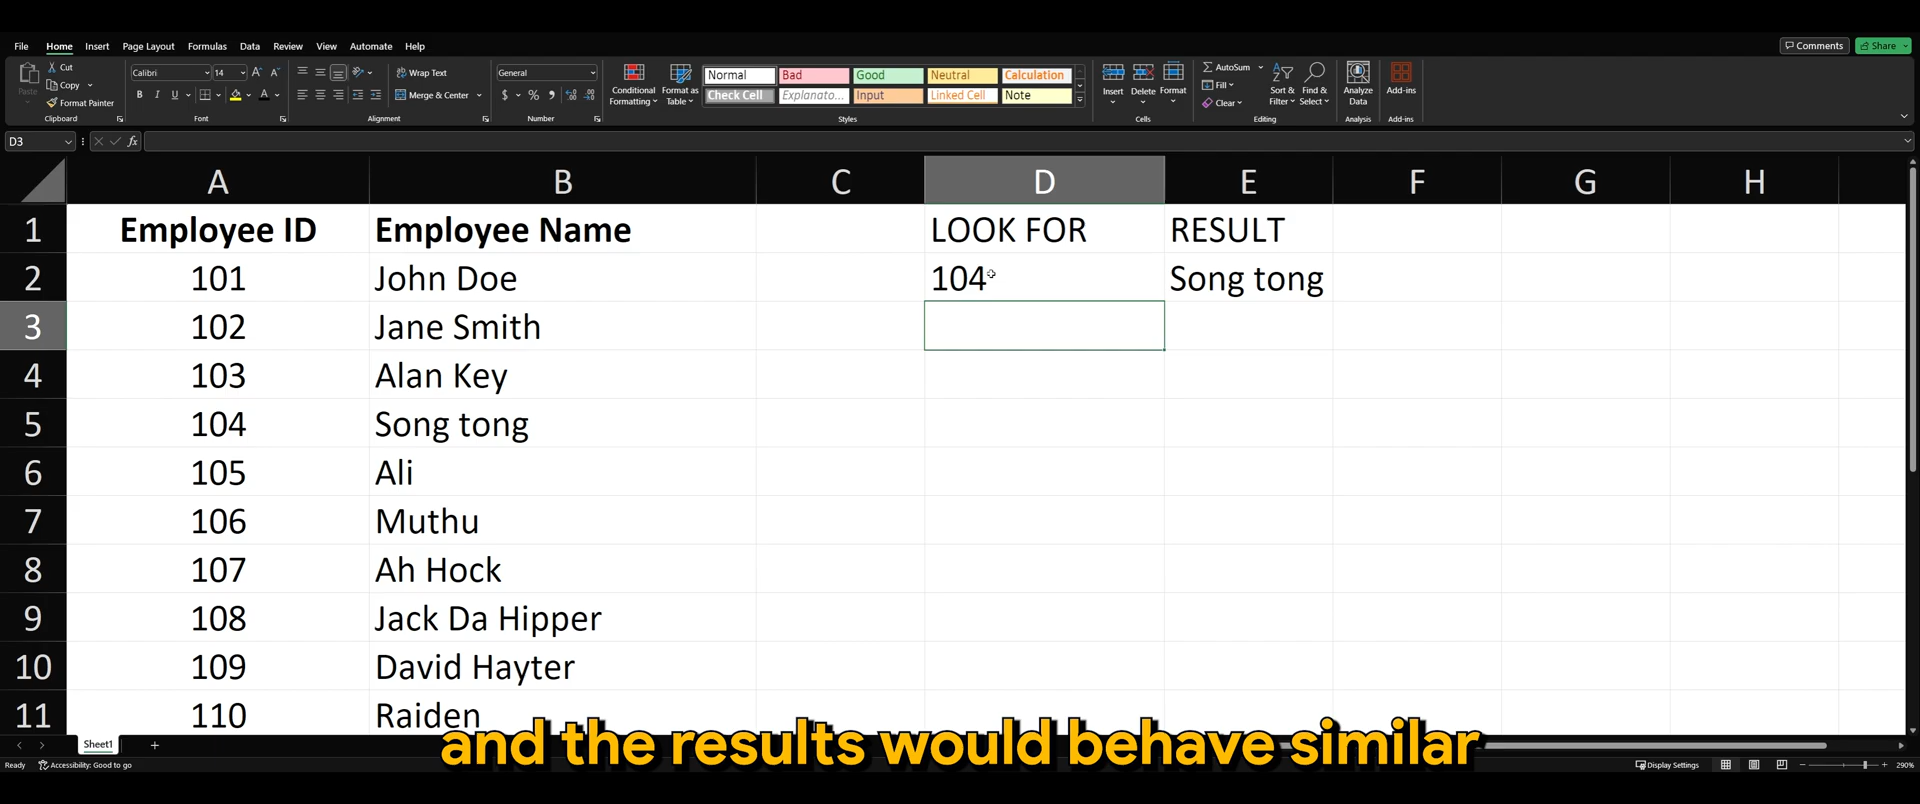 File Home Insert Page Layout Formulas Data Review View Automate Help Comments Share
Cut
Copy
Format Painter
Paste
Clipboard
Calibri 14
B I U
Font
Wrap Text
Merge & Center
Alignment
General
$ %
Number
Conditional Formatting
Format as Table
Normal Bad Good Neutral Calculation
Check Cell Explanato... Input Linked Cell Note
Styles
Insert Delete Format
Cells
AutoSum
Fill
Clear
Sort & Filter
Find & Select
Editing
Analyze Data
Analysis
Add-ins
Add-ins
D3 fx
A B C D E F G H
1 Employee ID Employee Name LOOK FOR RESULT
2 101 John Doe 104 Song tong
3 102 Jane Smith
4 103 Alan Key
5 104 Song tong
6 105 Ali
7 106 Muthu
8 107 Ah Hock
9 108 Jack Da Hipper
10 109 David Hayter
11 110 Raiden
and the results would behave similar
Sheet1
Ready Accessibility: Good to go Display Settings 290%